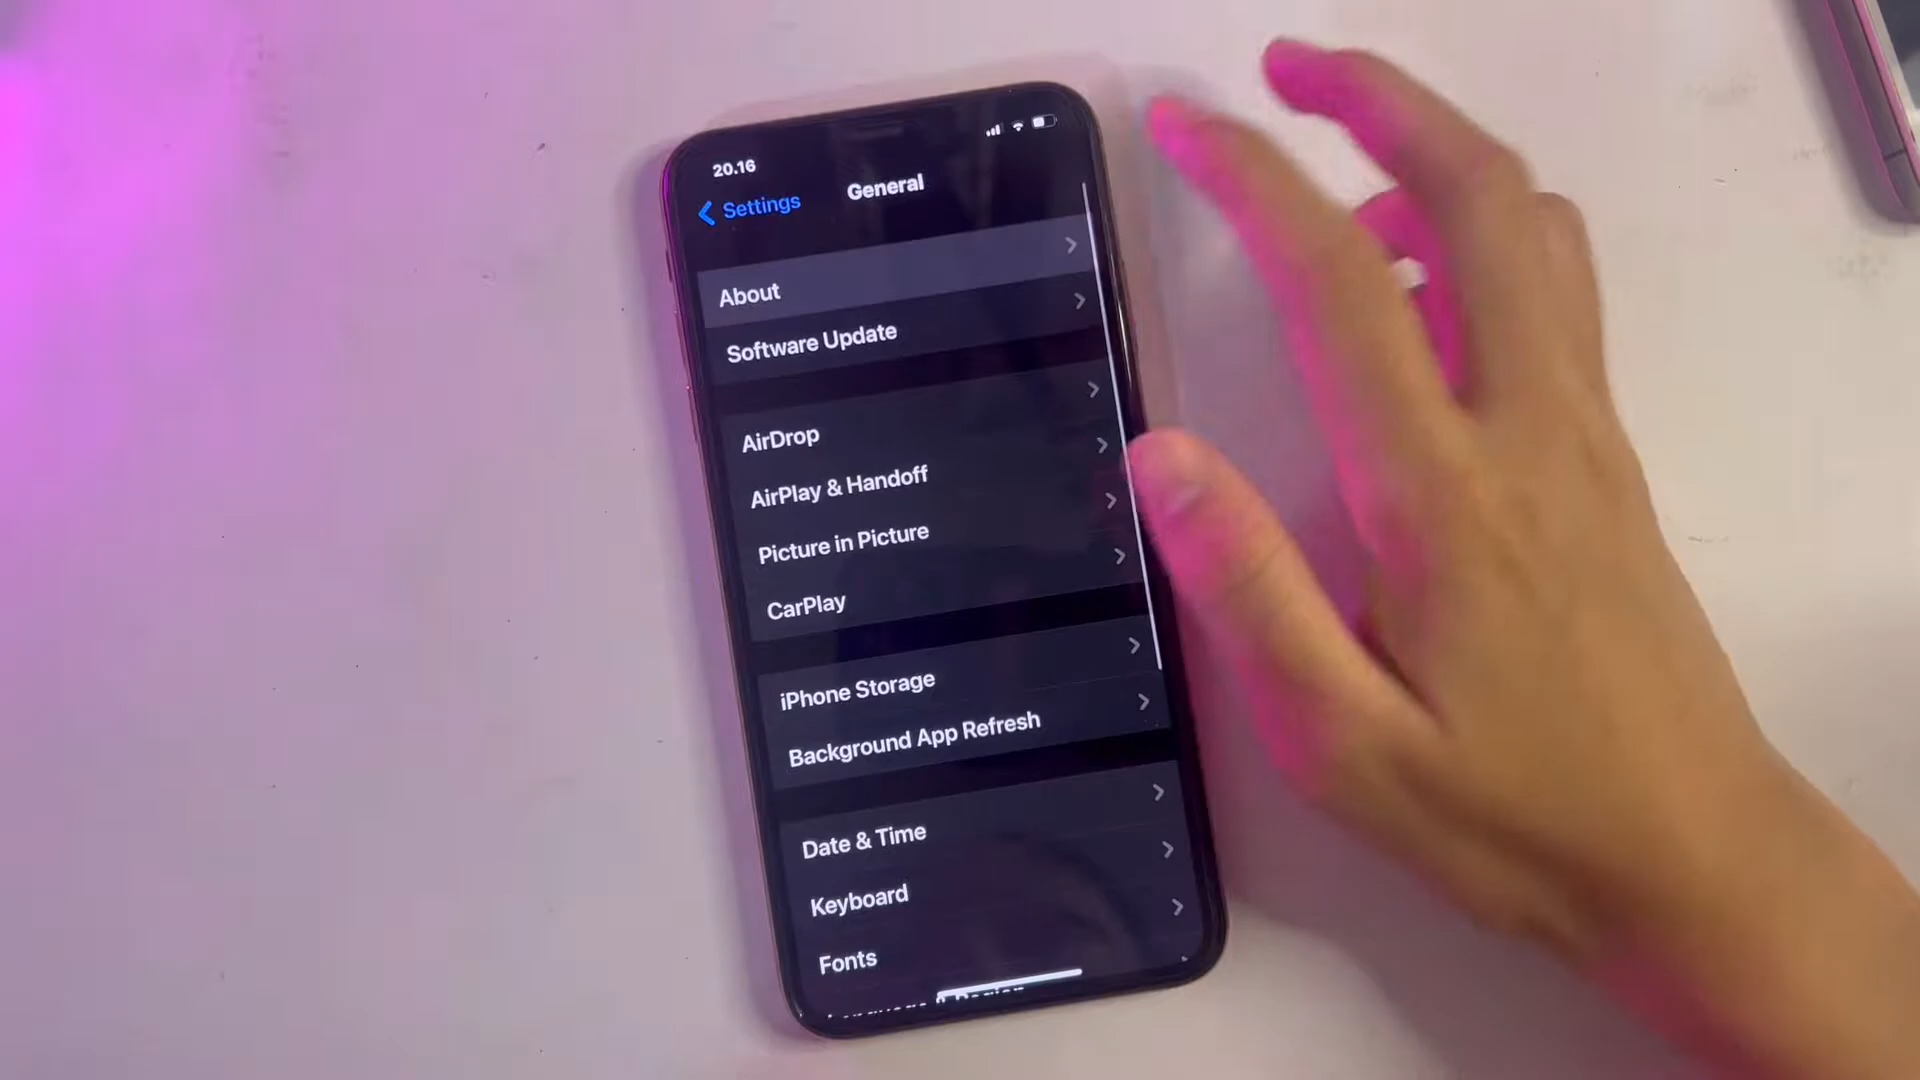 20.16
Settings
General
About
Software Update
AirDrop
AirPlay & Handoff
Picture in Picture
CarPlay
iPhone Storage
Background App Refresh
Date & Time
Keyboard
Fonts